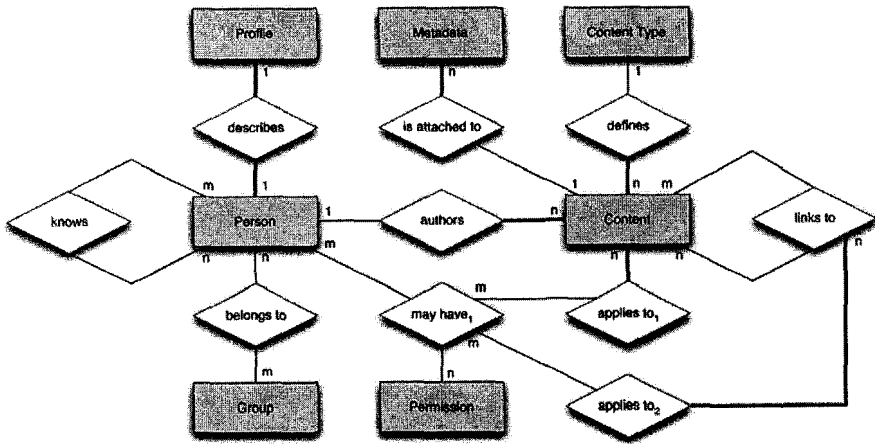 Profile
Metadata
Content Type
1
n
1
describes
is attached to
defines
m
1
1
n
m
knows
Person
1
authors
n
Content
links to
n
n
n
m
n
n
m
belongs to
may have1
applies to1
m
m
n
Group
Permission
applies to2